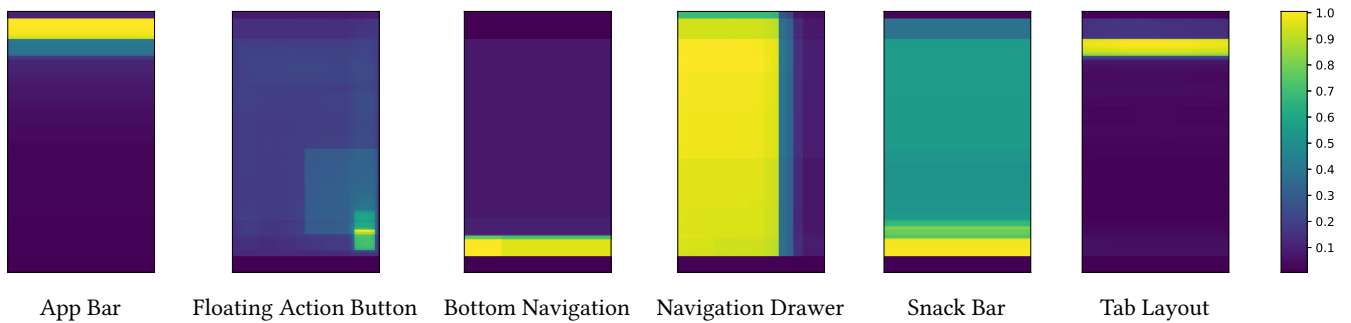 1.0
0.9
0.8
0.7
0.6
0.5
0.4
0.3
0.2
0.1
App Bar
Floating Action Button
Bottom Navigation
Navigation Drawer
Snack Bar
Tab Layout